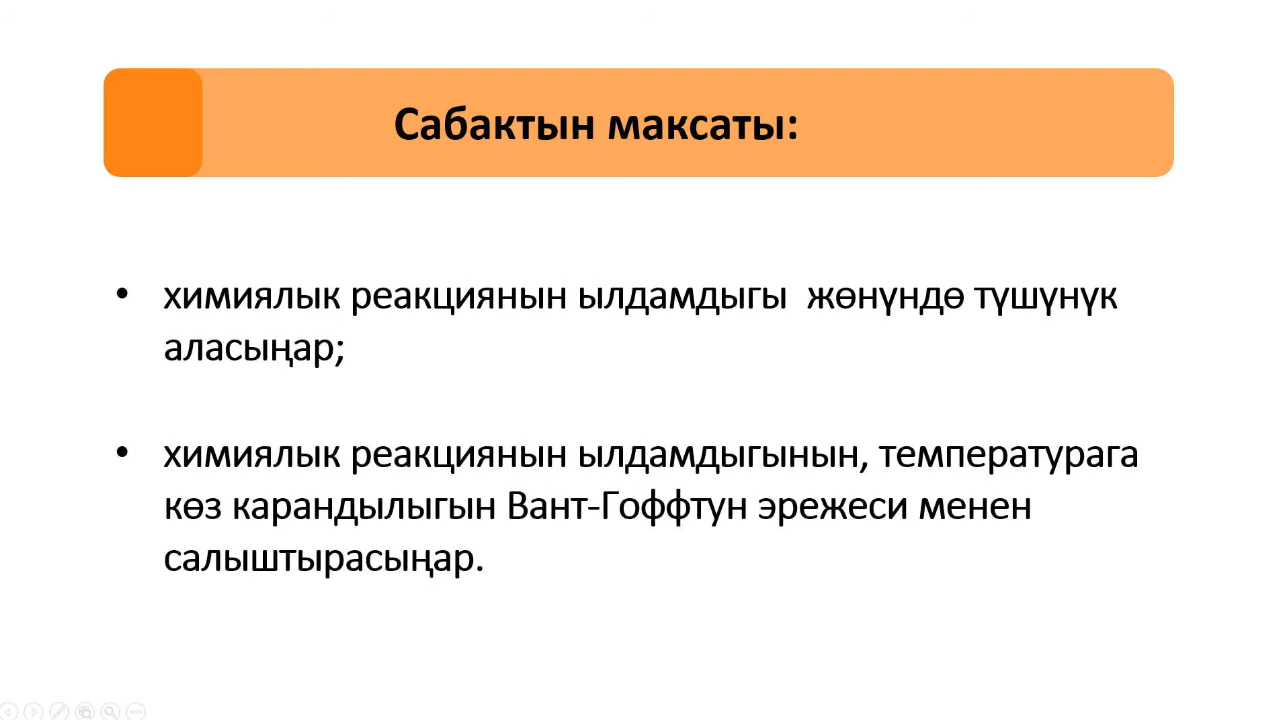 Сабактын максаты:
• химиялык реакциянын ылдамдыгы жөнүндө түшүнүк
аласыңар;
• химиялык реакциянын ылдамдыгынын, температурага
көз карандылыгын Вант-Гоффтун эрежеси менен
салыштырасыңар.